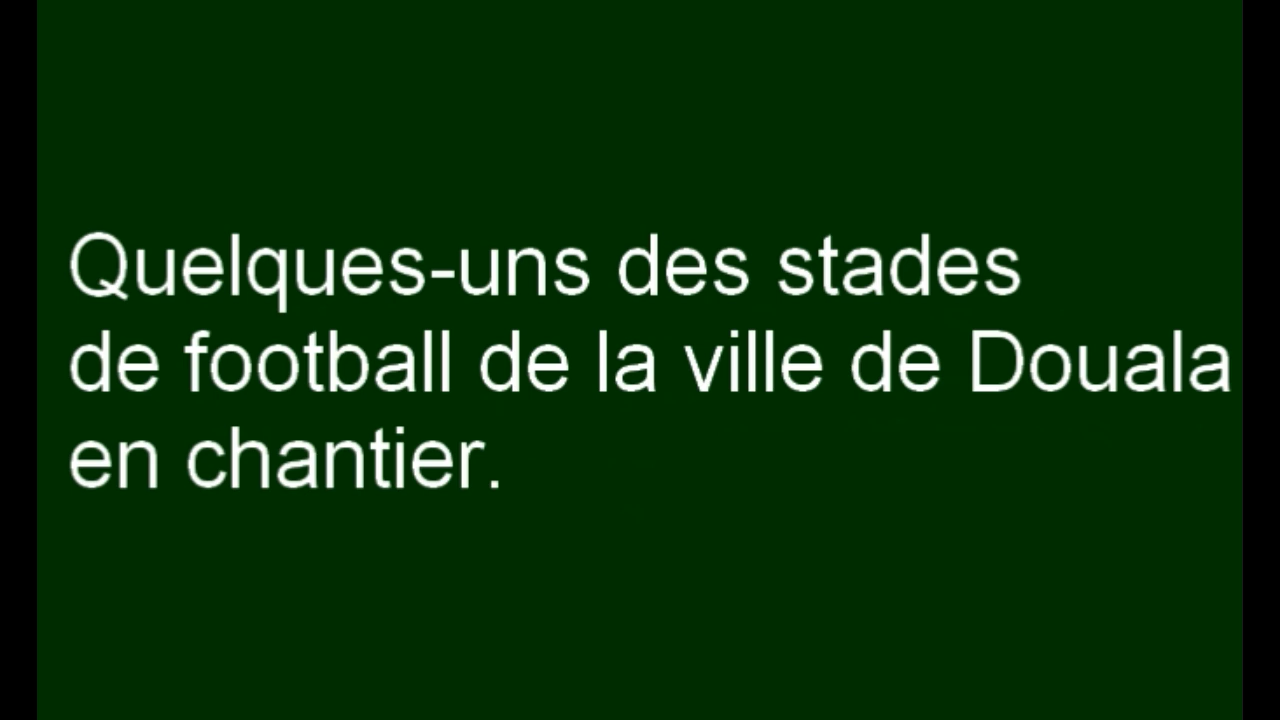 Quelques-uns des stades
de football de la ville de Douala
en chantier.